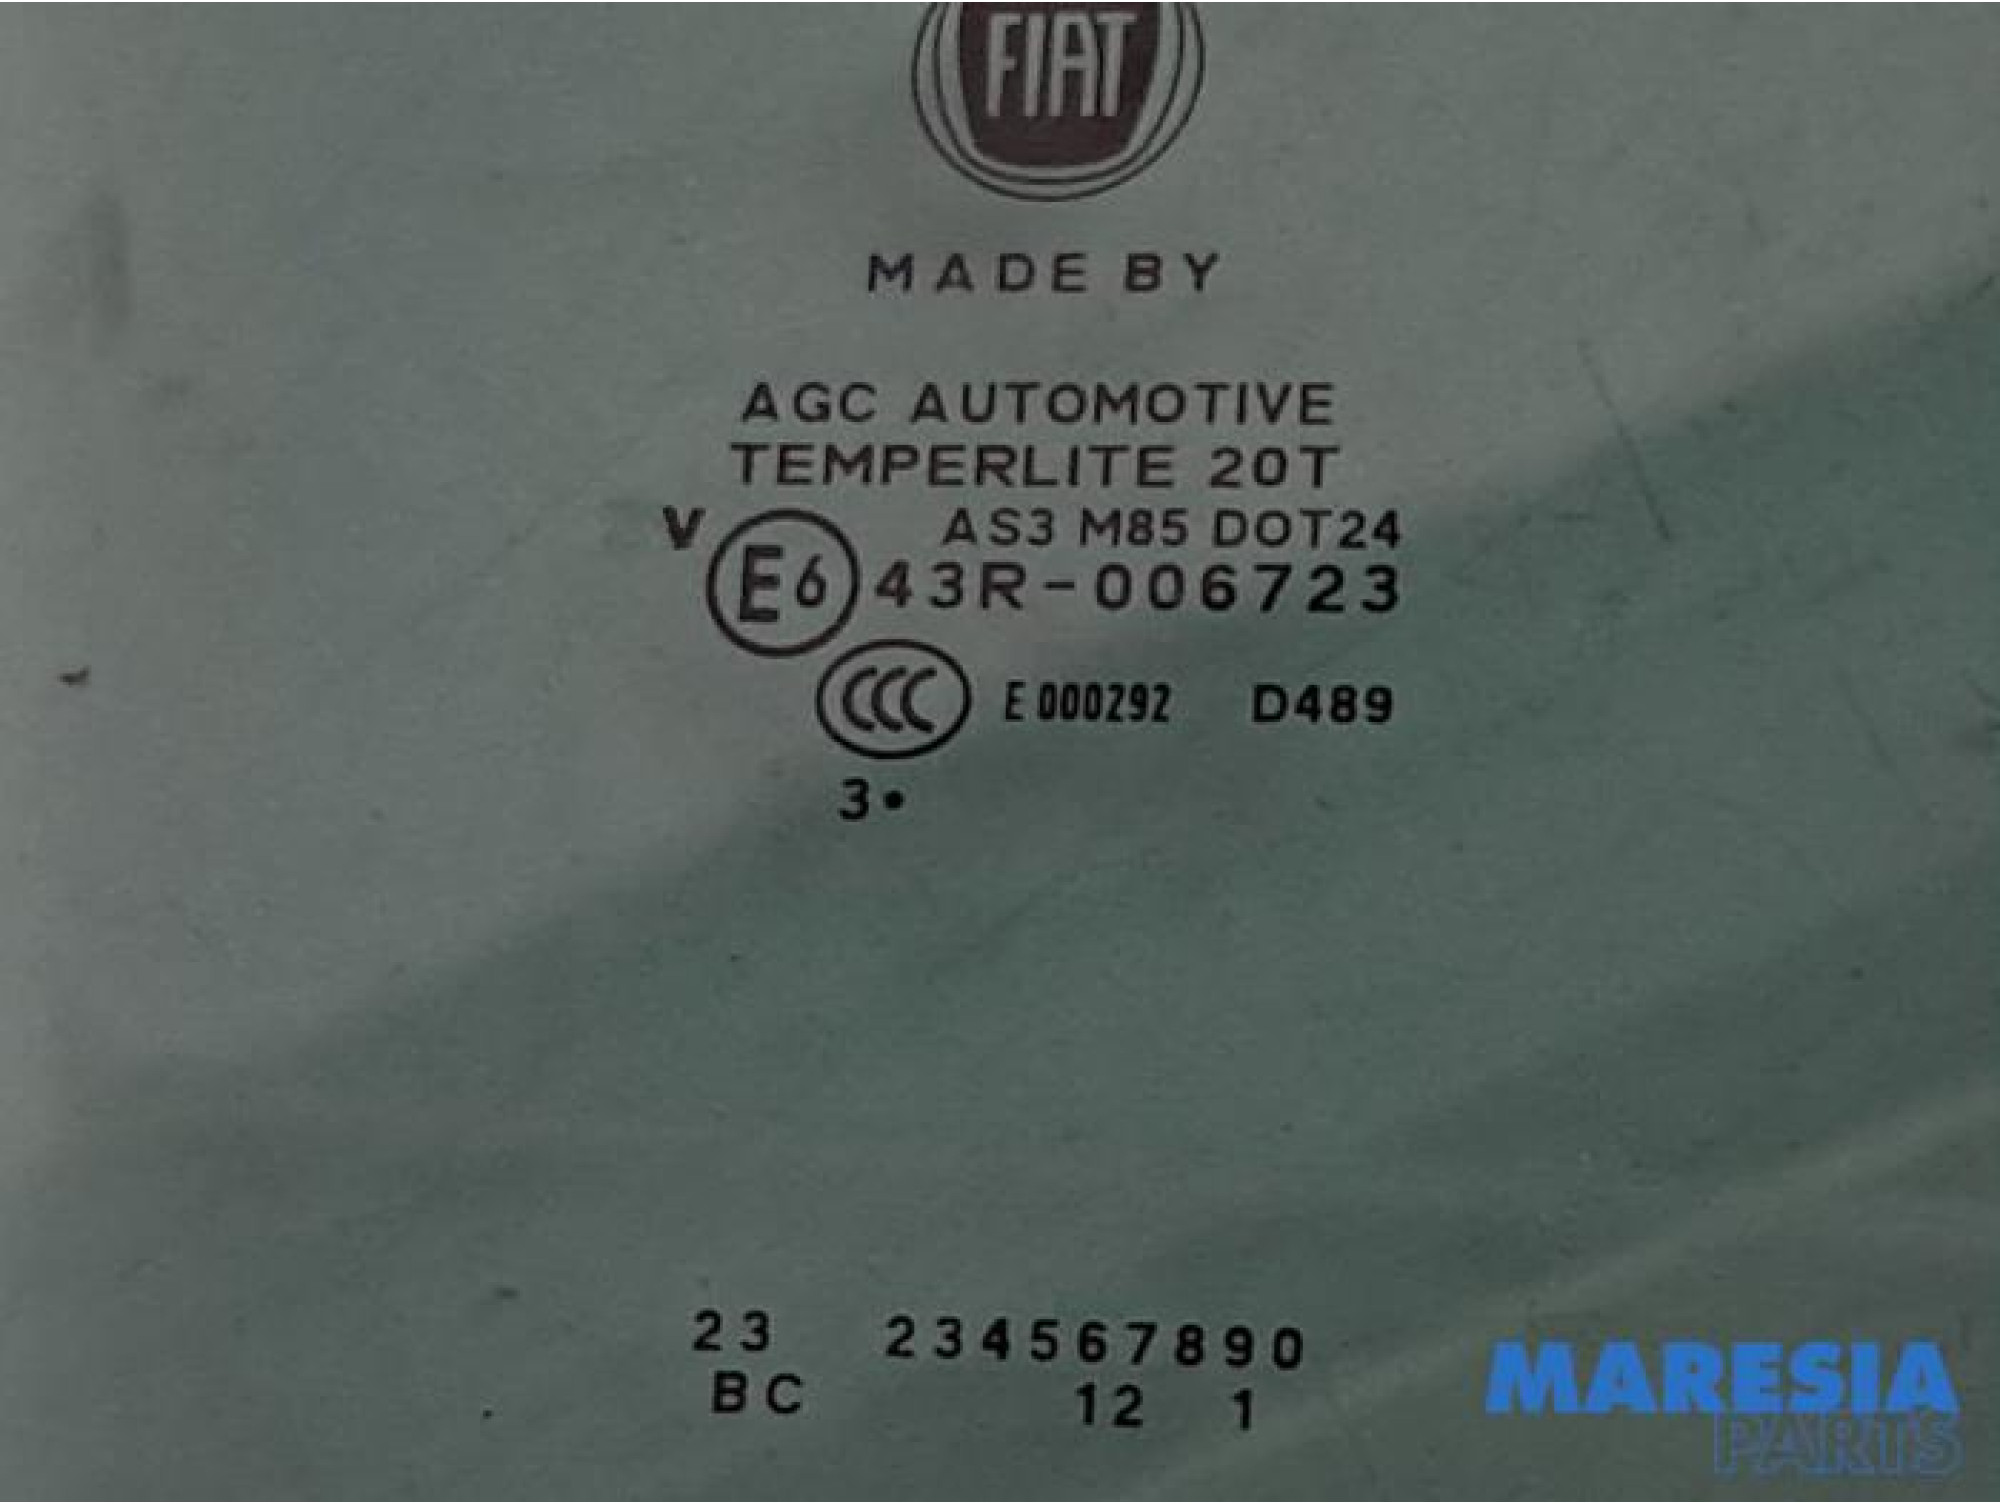 FIAT
MADE BY
AGC AUTOMOTIVE
TEMPERLITE 20T
V AS3 M85 DOT24
E6 43R-006723
CCC E 000292 D489
3•
23 234567890
BC 12 1
MARESIA
PARTS